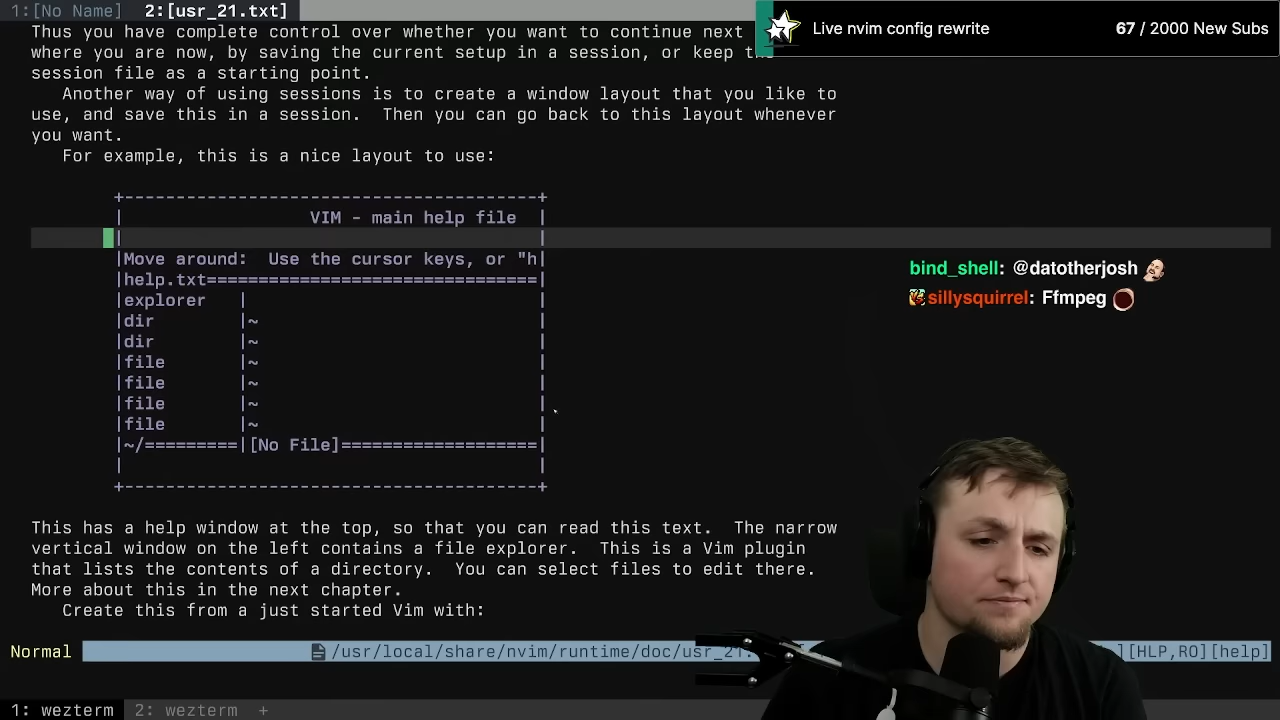 1:[No Name]  2:[usr_21.txt]
Live nvim config rewrite 67 / 2000 New Subs
Thus you have complete control over whether you want to continue next
where you are now, by saving the current setup in a session, or keep the
session file as a starting point.
   Another way of using sessions is to create a window layout that you like to
use, and save this in a session.  Then you can go back to this layout whenever
you want.
   For example, this is a nice layout to use:
+----------------------------------------+
|                  VIM - main help file  |
|                                        |
|Move around:  Use the cursor keys, or "h|
|help.txt================================|
|explorer   |                            |
|dir        |~                           |
|dir        |~                           |
|file       |~                           |
|file       |~                           |
|file       |~                           |
|file       |~                           |
|~/=========|[No File]===================|
|                                        |
+----------------------------------------+
bind_shell: @datotherjosh
sillysquirrel: Ffmpeg
This has a help window at the top, so that you can read this text.  The narrow
vertical window on the left contains a file explorer.  This is a Vim plugin
that lists the contents of a directory.  You can select files to edit there.
More about this in the next chapter.
   Create this from a just started Vim with:
Normal /usr/local/share/nvim/runtime/doc/usr_21. ][HLP,RO][help]
1: wezterm  2: wezterm  +